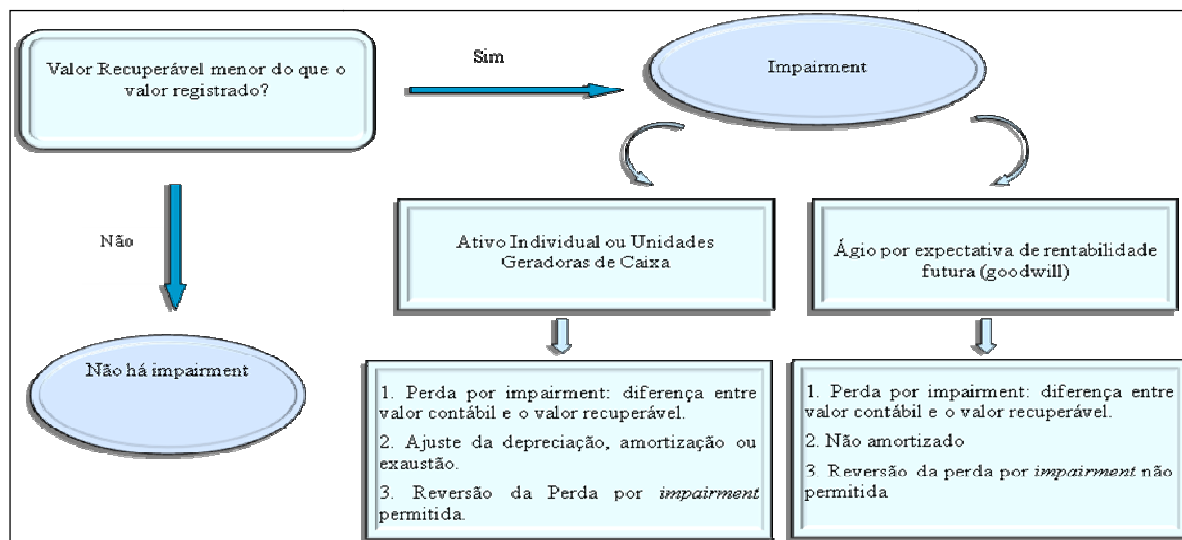 Valor Recuperável menor do que o
valor registrado?
Sim
Impairment
Não
Não há impairment
Ativo Individual ou Unidades
Geradoras de Caixa
Ágio por expectativa de rentabilidade
futura (goodwill)
1. Perda por impairment: diferença entre
valor contábil e o valor recuperável.
2. Ajuste da depreciação, amortização ou
exaustão.
3. Reversão da Perda por impairment
permitida.
1. Perda por impairment: diferença entre
valor contábil e o valor recuperável.
2. Não amortizado
3. Reversão da perda por impairment não
permitida